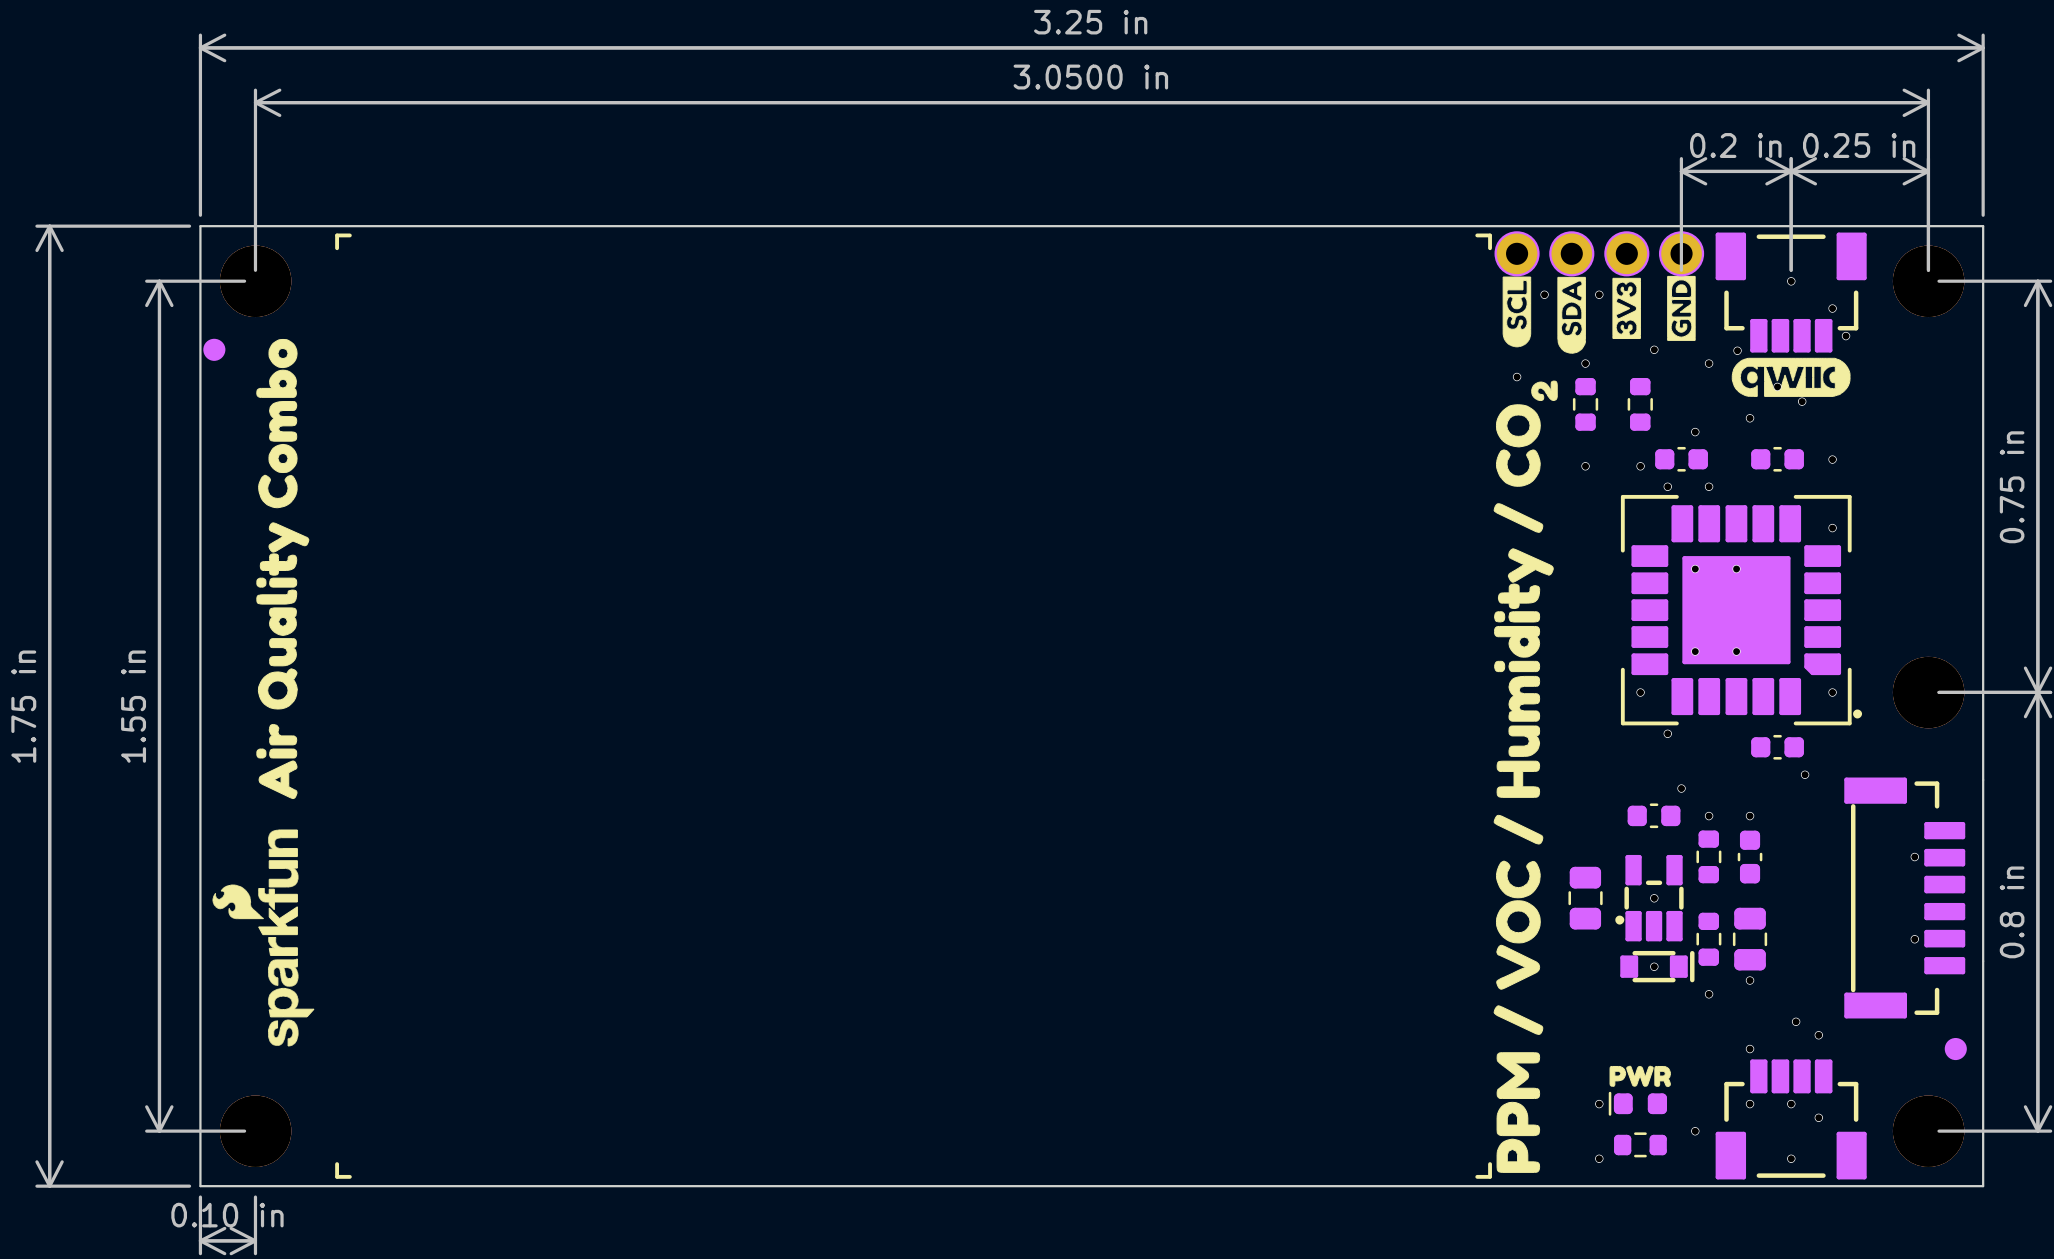 3.25 in
3.0500 in
0.2 in
0.25 in
SCL
SDA
3V3
GND
qwiic
1.75 in
1.55 in
sparkfun Air Quality Combo
PPM / VOC / Humidity / CO₂
0.75 in
0.8 in
PWR
0.10 in